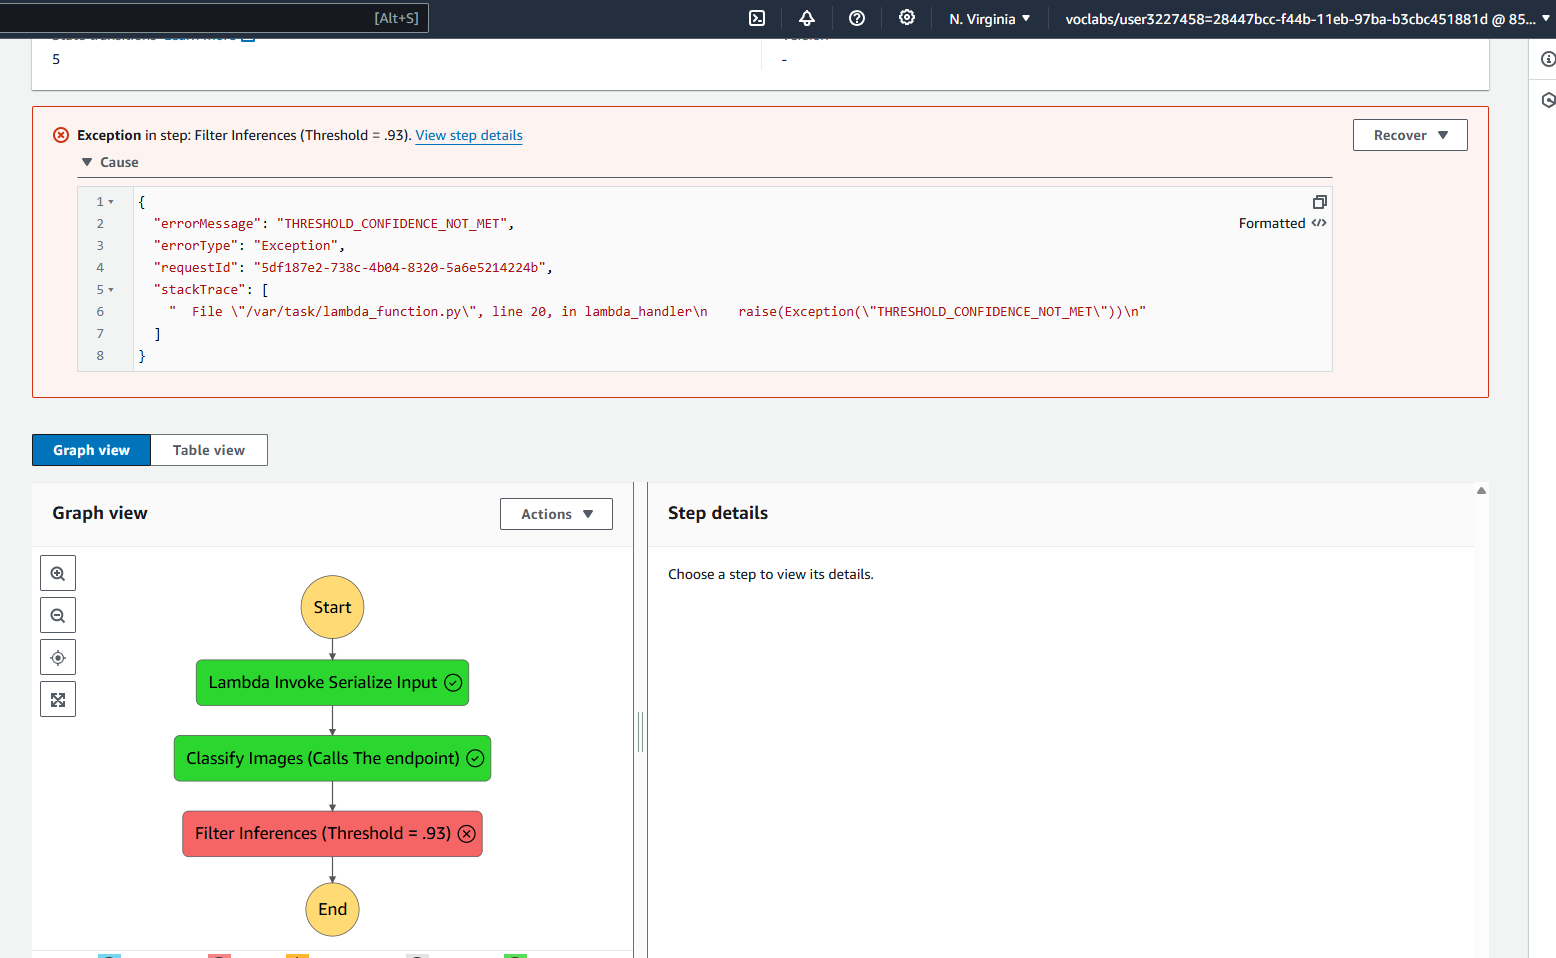 [Alt+S]
N. Virginia
voclabs/user3227458=28447bcc-f44b-11eb-97ba-b3cbc451881d @ 85...
5
-
Exception in step: Filter Inferences (Threshold = .93). View step details
Recover
Cause
Formatted
1 {
2 "errorMessage": "THRESHOLD_CONFIDENCE_NOT_MET",
3 "errorType": "Exception",
4 "requestId": "5df187e2-738c-4b04-8320-5a6e5214224b",
5 "stackTrace": [
6 "  File \"/var/task/lambda_function.py\", line 20, in lambda_handler\n    raise(Exception(\"THRESHOLD_CONFIDENCE_NOT_MET\"))\n"
7 ]
8 }
Graph view
Table view
Graph view
Actions
Step details
Choose a step to view its details.
Start
Lambda Invoke Serialize Input
Classify Images (Calls The endpoint)
Filter Inferences (Threshold = .93)
End